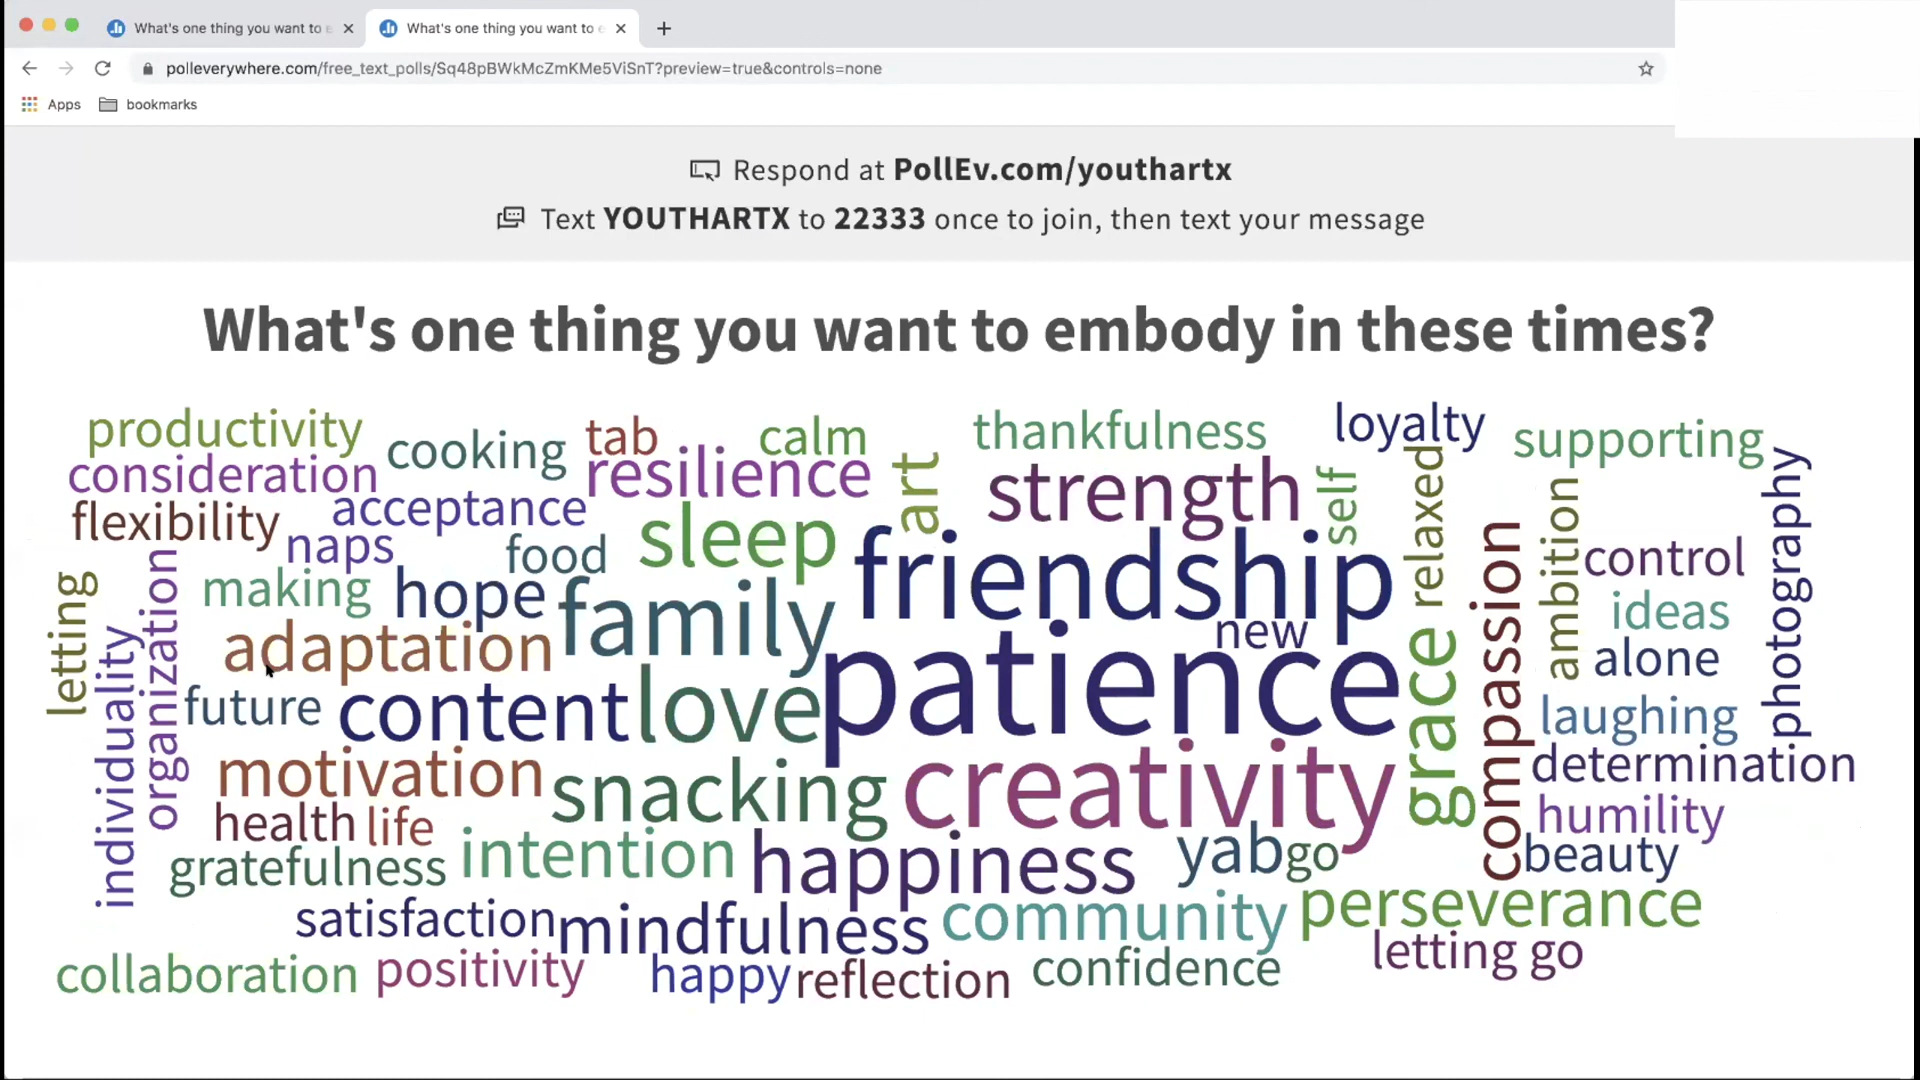 What's one thing you want to e
What's one thing you want to e
polleverywhere.com/free_text_polls/Sq48pBWkMcZmKMe5ViSnT?preview=true&controls=none
Apps bookmarks
Respond at PollEv.com/youthartx
Text YOUTHARTX to 22333 once to join, then text your message
What's one thing you want to embody in these times?
productivity
cooking
tab
calm
thankfulness
loyalty
supporting
consideration
resilience
art
strength
self
relaxed
photography
flexibility
acceptance
sleep
friendship
ambition
control
naps
food
letting
organization
making
hope
family
new
compassion
ideas
individuality
adaptation
patience
grace
alone
future
content
love
laughing
motivation
snacking
creativity
determination
health
life
humility
gratefulness
intention
happiness
yab
go
beauty
satisfaction
mindfulness
community
perseverance
letting go
collaboration
positivity
happy
reflection
confidence